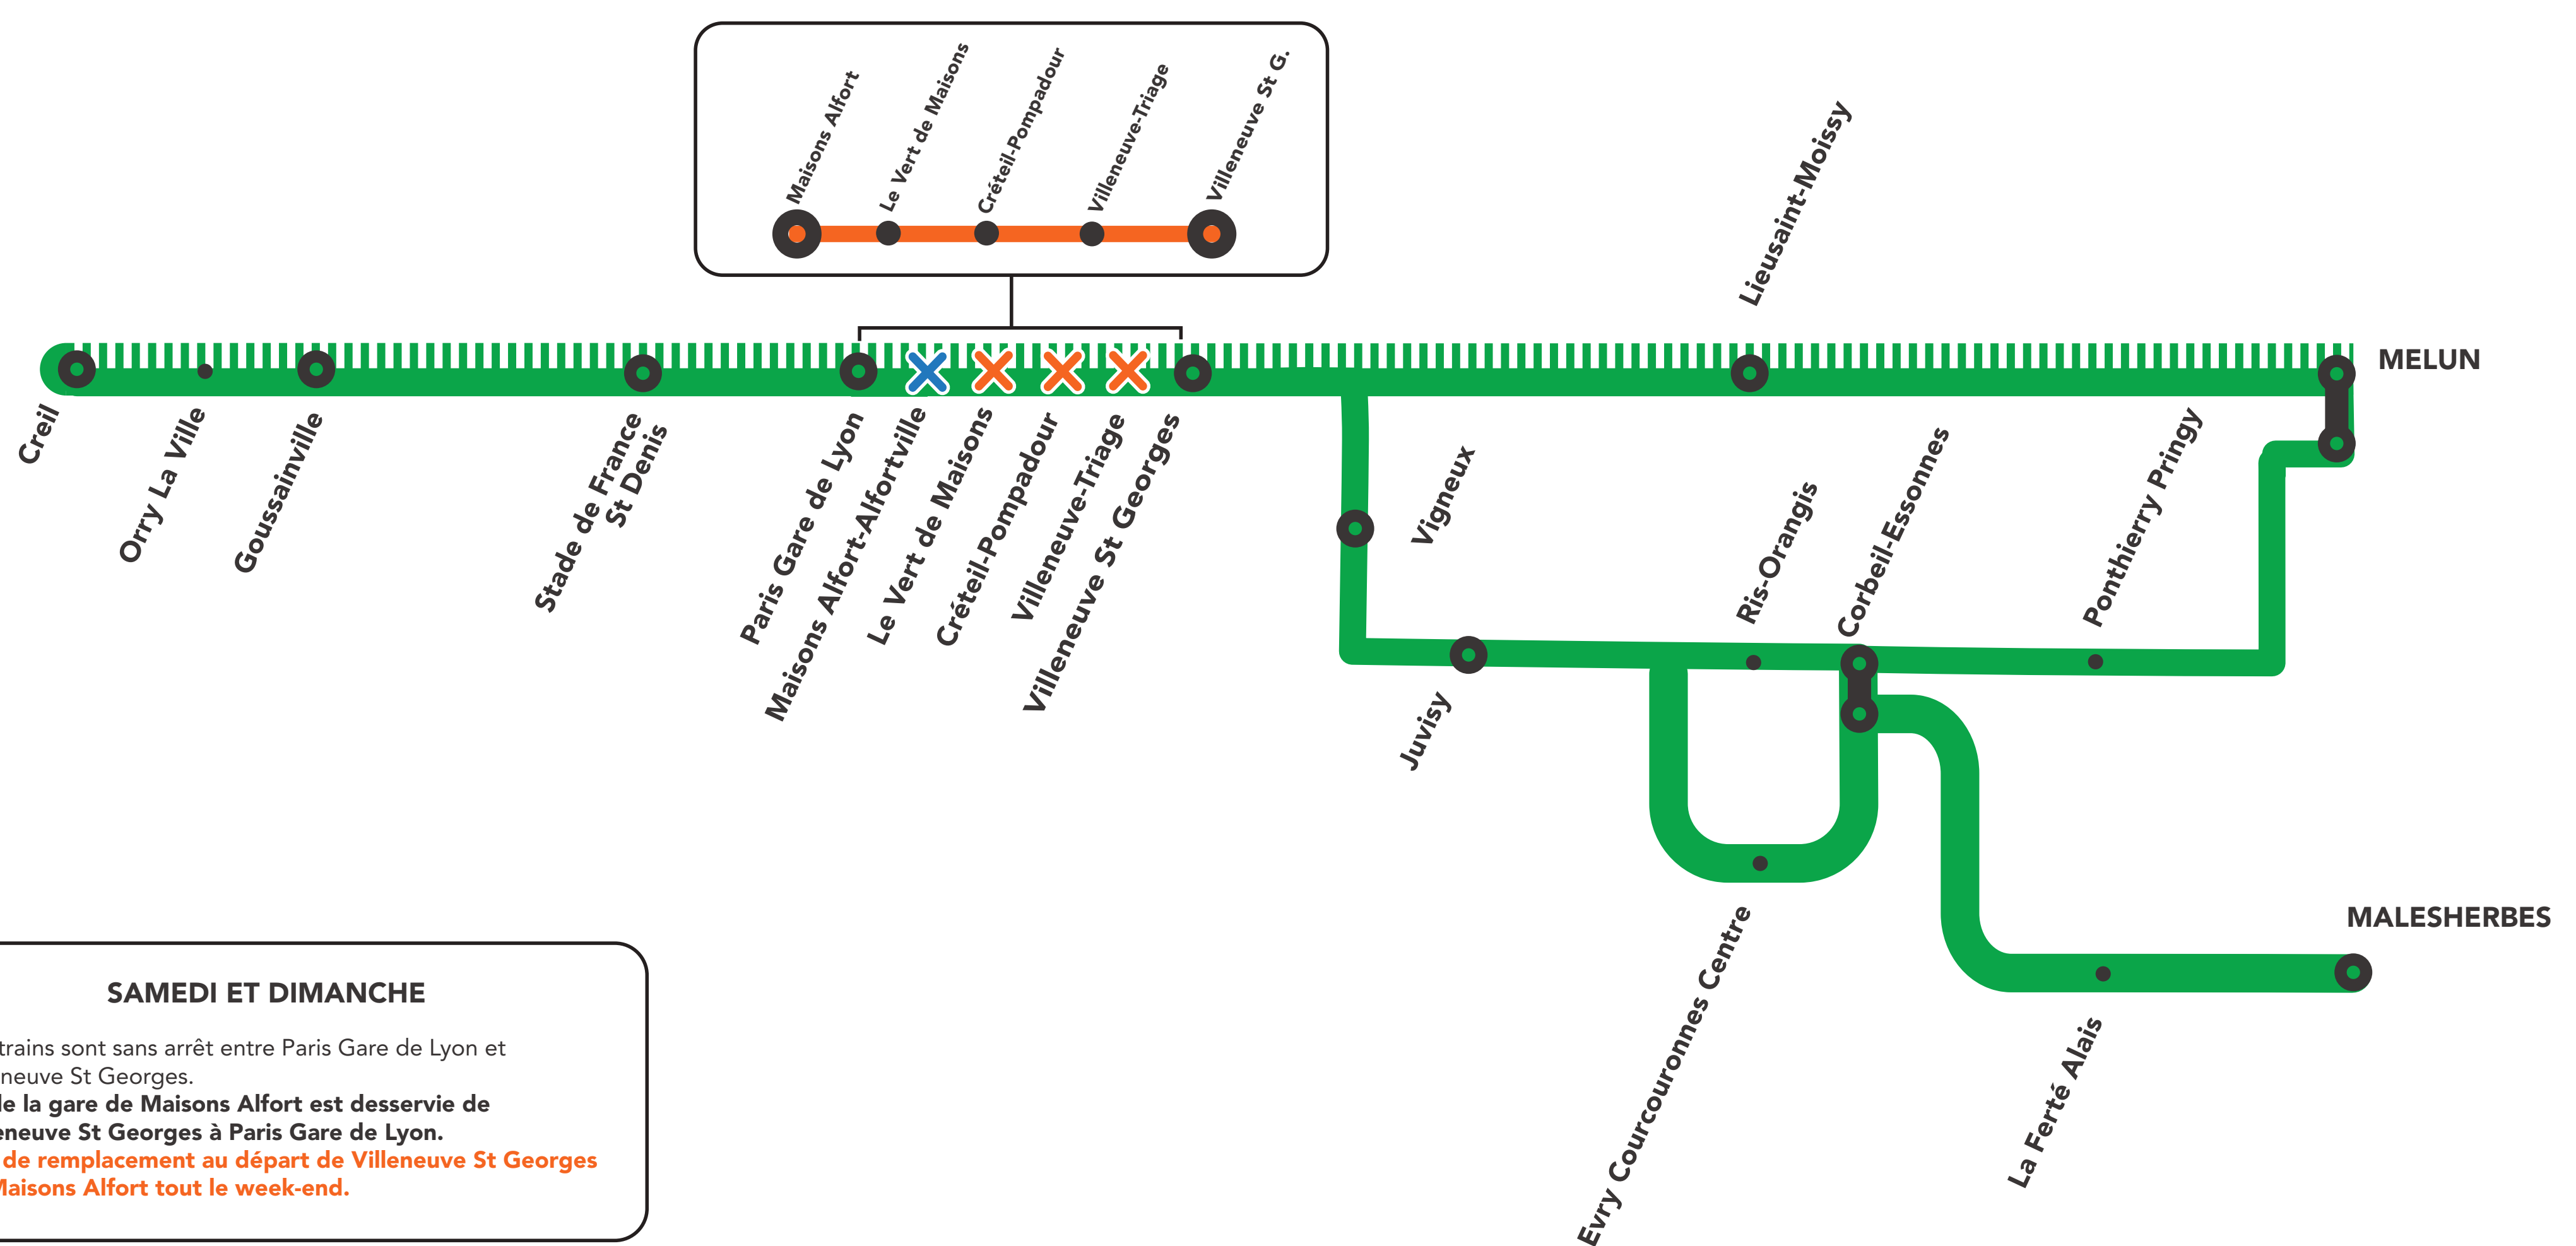 Maisons Alfort
Le Vert de Maisons
Créteil-Pompadour
Villeneuve-Triage
Villeneuve St G.
Lieusaint-Moissy
MELUN
Creil
Orry La Ville
Goussainville
Stade de France
St Denis
Paris Gare de Lyon
Maisons Alfort-Alfortville
Le Vert de Maisons
Créteil-Pompadour
Villeneuve-Triage
Villeneuve St Georges
Vigneux
Juvisy
Ris-Orangis
Corbeil-Essonnes
Ponthierry Pringy
Evry Courcouronnes Centre
La Ferté Alais
MALESHERBES
SAMEDI ET DIMANCHE
trains sont sans arrêt entre Paris Gare de Lyon et
neuve St Georges.
la gare de Maisons Alfort est desservie de
eneuve St Georges à Paris Gare de Lyon.
de remplacement au départ de Villeneuve St Georges
Maisons Alfort tout le week-end.